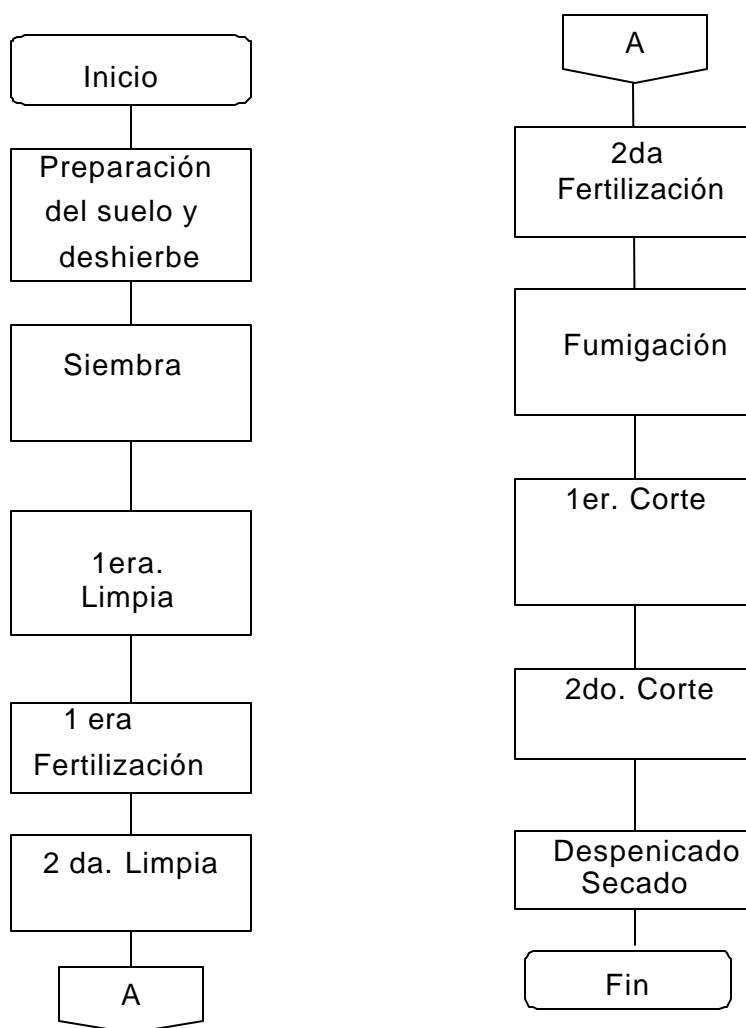 Inicio
Preparación
del suelo y
deshierbe
Siembra
1era.
Limpia
1 era
Fertilización
2 da. Limpia
A
A
2da
Fertilización
Fumigación
1er. Corte
2do. Corte
Despenicado
Secado
Fin